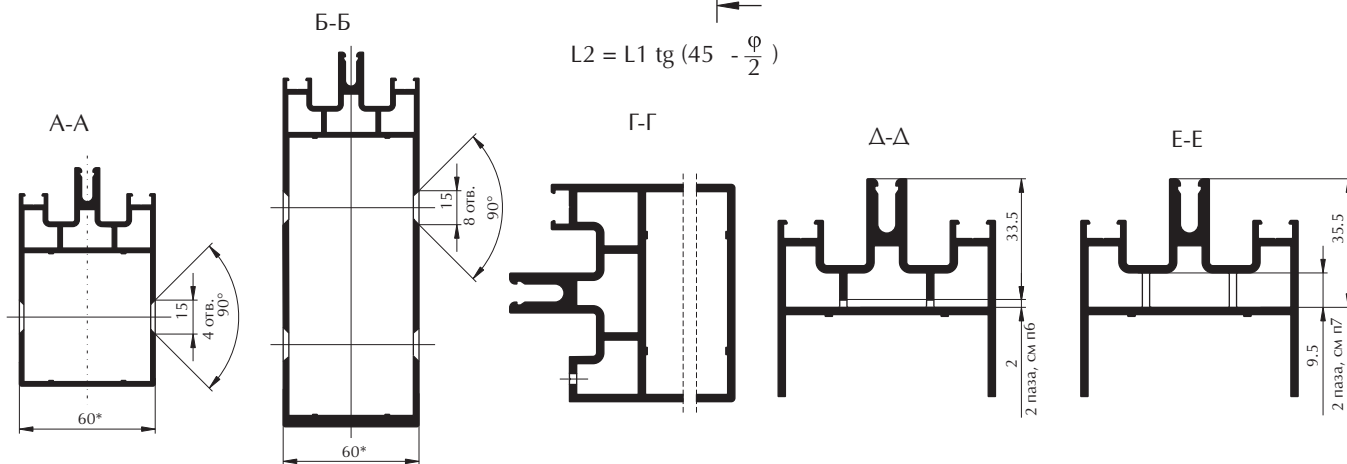 Б-Б
L2 = L1 tg (45 - φ/2 )
А-А
Г-Г
Д-Д
Е-Е
15
4 отв.
90°
60*
15
8 отв.
90°
60*
33.5
2
2 паза, см п6
35.5
9.5
2 паза, см п7